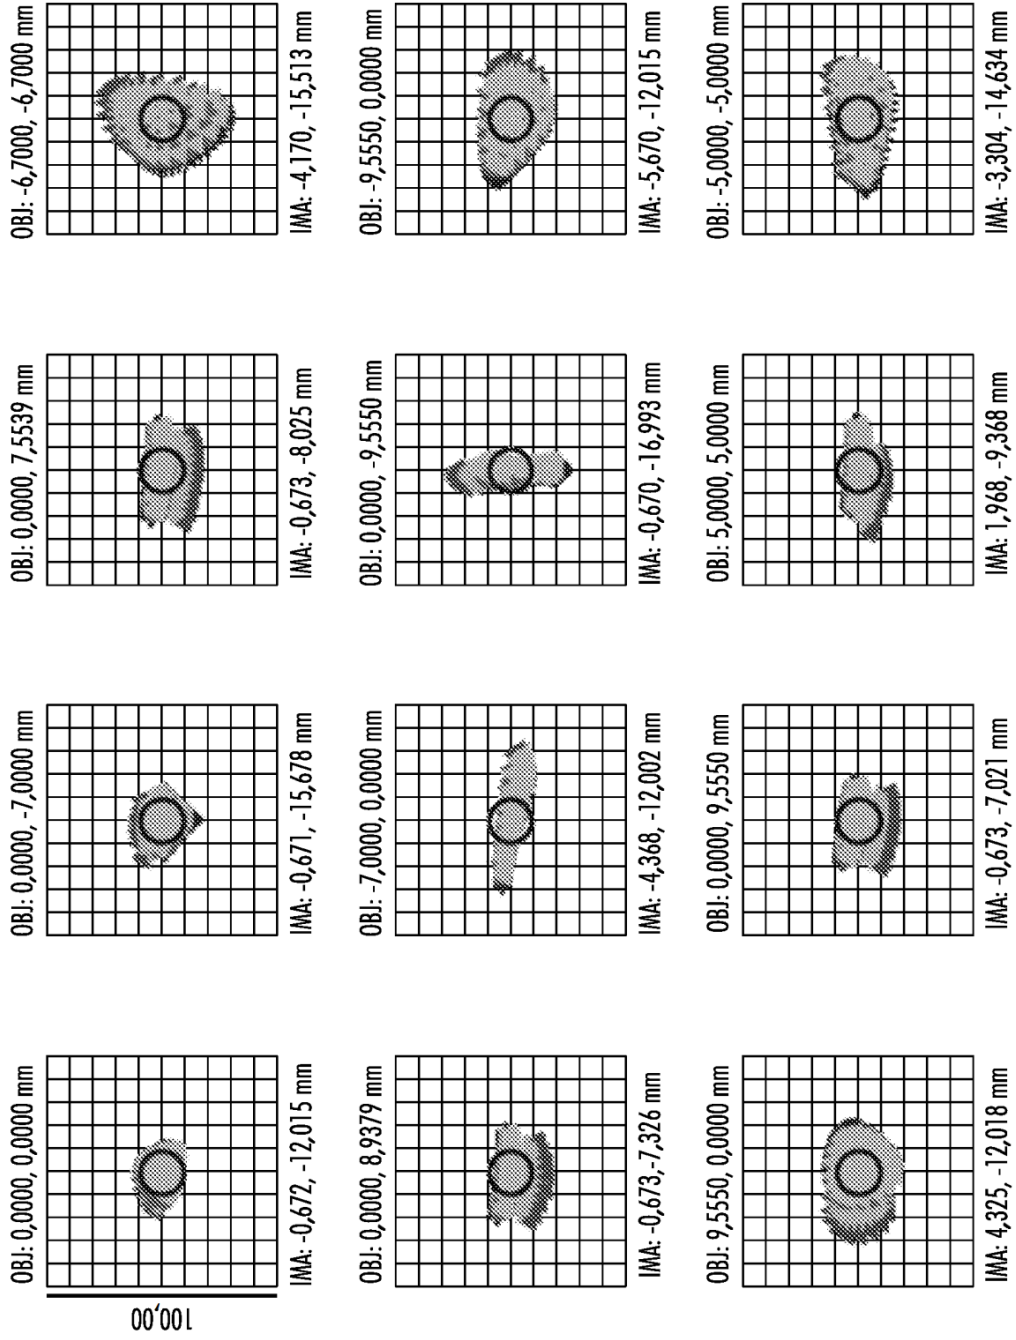 OBJ: 0,0000, 0,0000 mm
OBJ: 0,0000, -7,0000 mm
OBJ: 0,0000, 7,5539 mm
OBJ: -6,7000, -6,7000 mm
100,00
IMA: -0,672, -12,015 mm
IMA: -0,671, -15,678 mm
IMA: -0,673, -8,025 mm
IMA: -4,170, -15,513 mm
OBJ: 0,0000, 8,9379 mm
OBJ: -7,0000, 0,0000 mm
OBJ: 0,0000, -9,5550 mm
OBJ: -9,5550, 0,0000 mm
IMA: -0,673,-7,326 mm
IMA: -4,368, -12,002 mm
IMA: -0,670, -16,993 mm
IMA: -5,670, -12,015 mm
OBJ: 9,5550, 0,0000 mm
OBJ: 0,0000, 9,5550 mm
OBJ: 5,0000, 5,0000 mm
OBJ: -5,0000, -5,0000 mm
IMA: 4,325, -12,018 mm
IMA: -0,673, -7,021 mm
IMA: 1,968, -9,368 mm
IMA: -3,304, -14,634 mm